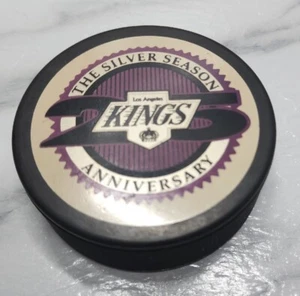 THE SILVER SEASON
25
Los Angeles
KINGS
ANNIVERSARY